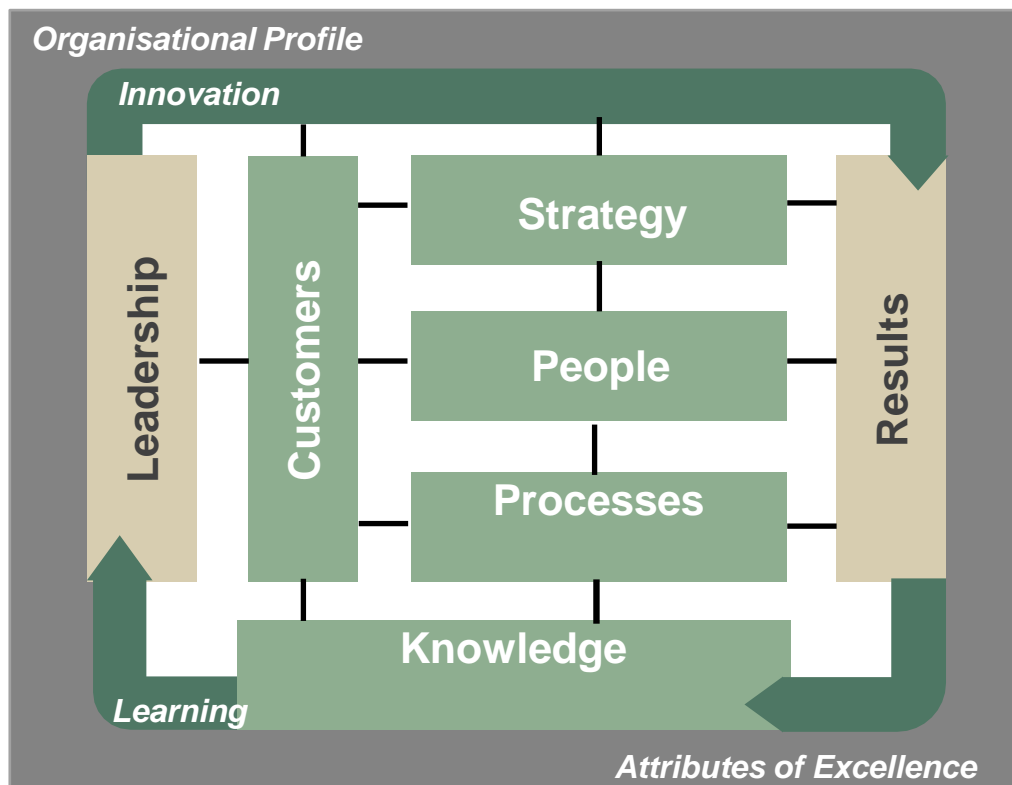 Organisational Profile
Innovation
Leadership
Customers
Strategy
People
Processes
Results
Knowledge
Learning
Attributes of Excellence